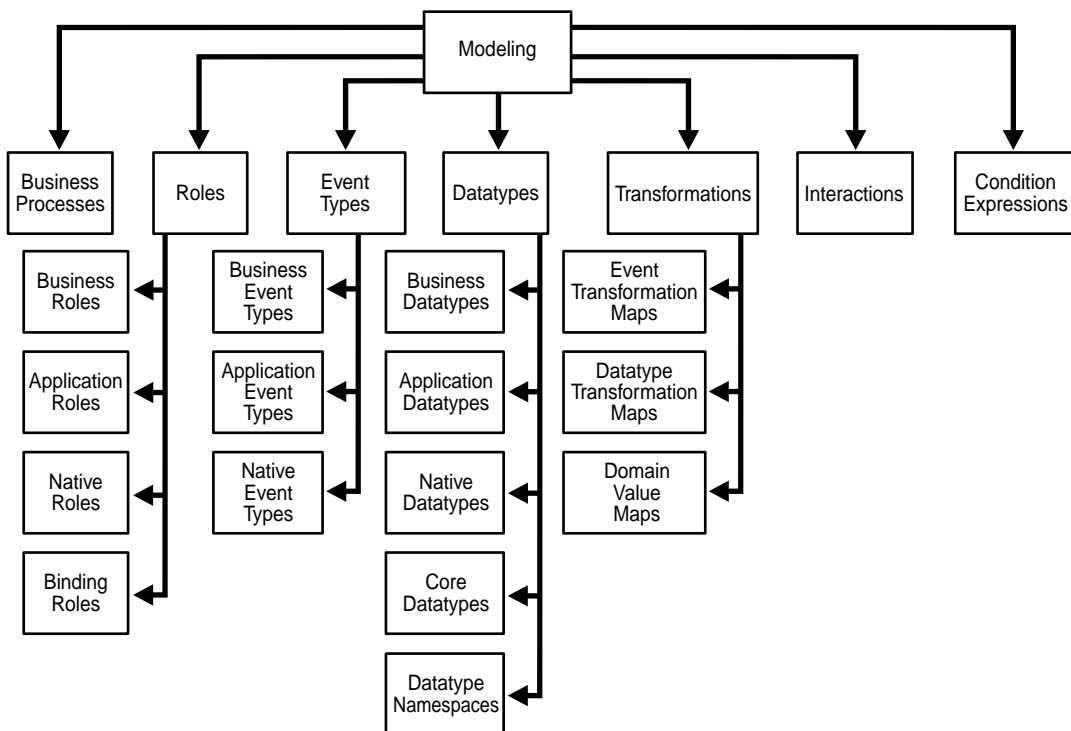 Modeling
Business
Processes
Roles
Event
Types
Datatypes
Transformations
Interactions
Condition
Expressions
Business
Roles
Business
Event
Types
Business
Datatypes
Event
Transformation
Maps
Application
Roles
Application
Event
Types
Application
Datatypes
Datatype
Transformation
Maps
Native
Roles
Native
Event
Types
Native
Datatypes
Domain
Value
Maps
Binding
Roles
Core
Datatypes
Datatype
Namespaces